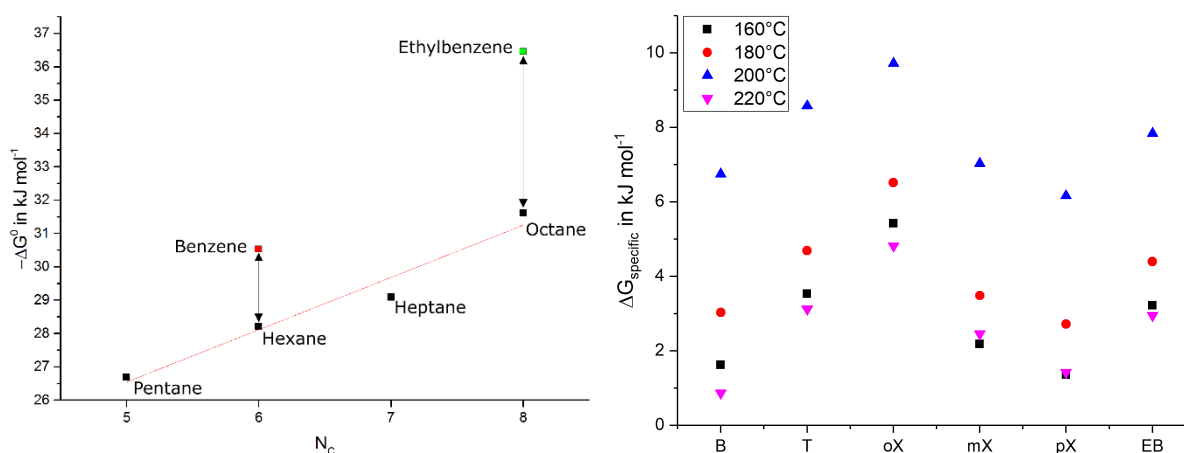 −ΔG⁰ in kJ mol⁻¹
37
36
35
34
33
32
31
30
29
28
27
26
Ethylbenzene
Octane
Benzene
Heptane
Hexane
Pentane
5
6
7
8
N_C
ΔG_specific in kJ mol⁻¹
10
8
6
4
2
0
160°C
180°C
200°C
220°C
B
T
oX
mX
pX
EB